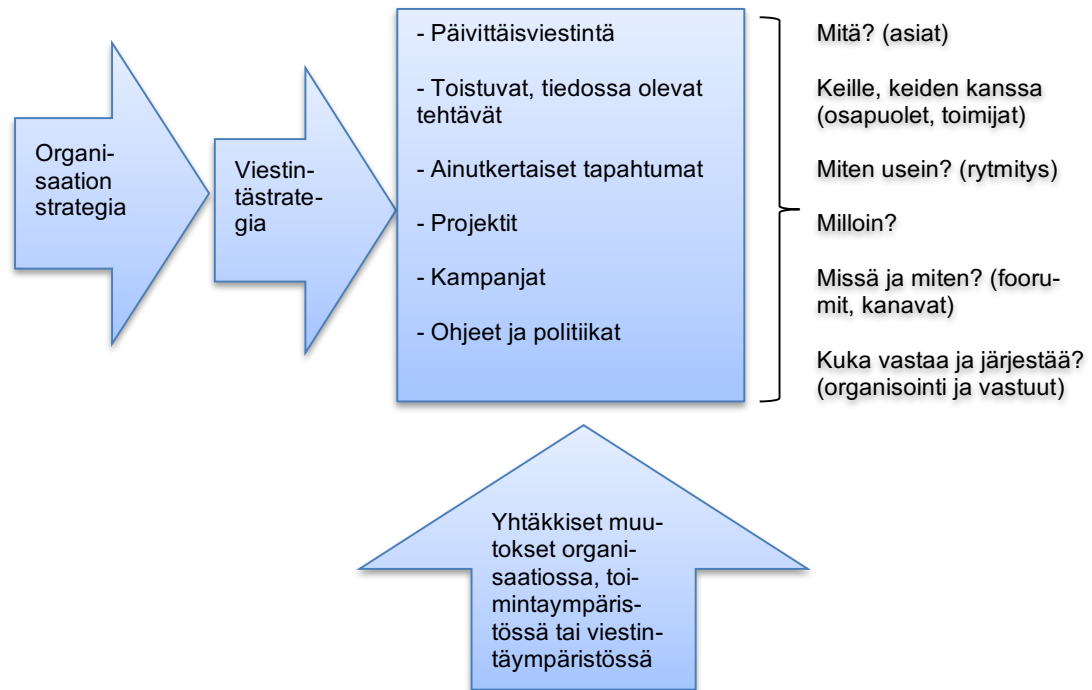 Organi-
saation
strategia
Viestin-
tästrate-
gia
- Päivittäisviestintä
- Toistuvat, tiedossa olevat
tehtävät
- Ainutkertaiset tapahtumat
- Projektit
- Kampanjat
- Ohjeet ja politiikat
Mitä? (asiat)
Keille, keiden kanssa
(osapuolet, toimijat)
Miten usein? (rytmitys)
Milloin?
Missä ja miten? (fooru-
mit, kanavat)
Kuka vastaa ja järjestää?
(organisointi ja vastuut)
Yhtäkkiset muu-
tokset organi-
saatiossa, toi-
mintaympäris-
tössä tai viestin-
täympäristössä